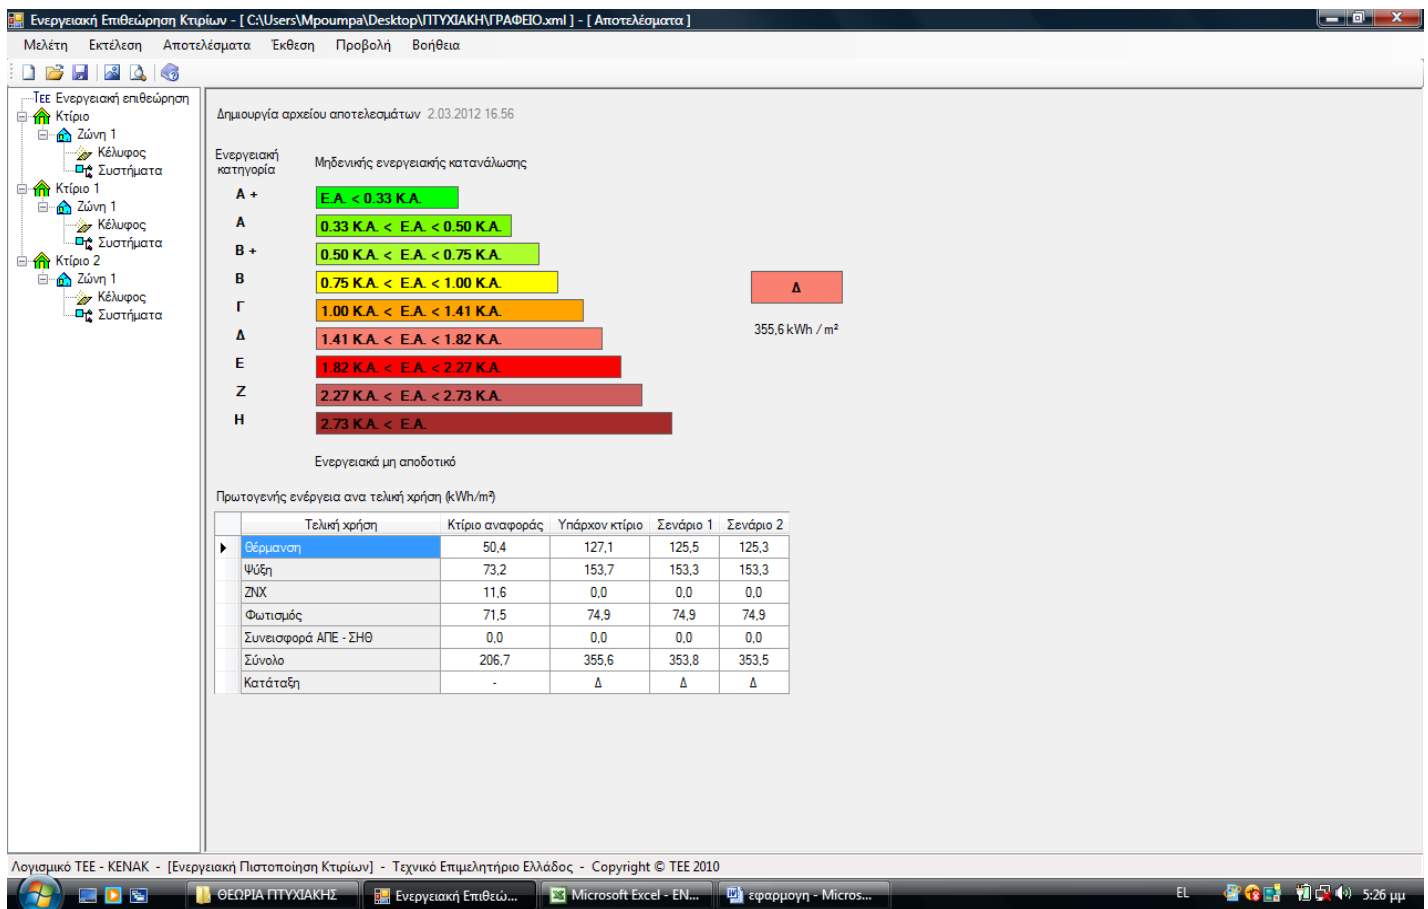 Ενεργειακή Επιθεώρηση Κτιρίων - [ C:\Users\Mpoumpa\Desktop\ΠΤΥΧΙΑΚΗ\ΓΡΑΦΕΙΟ.xml ] - [ Αποτελέσματα ]
Μελέτη Εκτέλεση Αποτελέσματα Έκθεση Προβολή Βοήθεια
ΤΕΕ Ενεργειακή επιθεώρηση
Κτίριο
Ζώνη 1
Κέλυφος
Συστήματα
Κτίριο 1
Ζώνη 1
Κέλυφος
Συστήματα
Κτίριο 2
Ζώνη 1
Κέλυφος
Συστήματα
Δημιουργία αρχείου αποτελεσμάτων 2.03.2012 16.56
Ενεργειακή κατηγορία
Μηδενικής ενεργειακής κατανάλωσης
Α + Ε.Α. < 0.33 Κ.Α.
Α 0.33 Κ.Α. < Ε.Α. < 0.50 Κ.Α.
Β + 0.50 Κ.Α. < Ε.Α. < 0.75 Κ.Α.
Β 0.75 Κ.Α. < Ε.Α. < 1.00 Κ.Α.
Γ 1.00 Κ.Α. < Ε.Α. < 1.41 Κ.Α.
Δ 1.41 Κ.Α. < Ε.Α. < 1.82 Κ.Α.
Ε 1.82 Κ.Α. < Ε.Α. < 2.27 Κ.Α.
Ζ 2.27 Κ.Α. < Ε.Α. < 2.73 Κ.Α.
Η 2.73 Κ.Α. < Ε.Α.
Δ
355,6 kWh / m²
Ενεργειακά μη αποδοτικό
Πρωτογενής ενέργεια ανα τελική χρήση (kWh/m²)
Τελική χρήση Κτίριο αναφοράς Υπάρχον κτίριο Σενάριο 1 Σενάριο 2
Θέρμανση 50,4 127,1 125,5 125,3
Ψύξη 73,2 153,7 153,3 153,3
ΖΝΧ 11,6 0,0 0,0 0,0
Φωτισμός 71,5 74,9 74,9 74,9
Συνεισφορά ΑΠΕ - ΣΗΘ 0,0 0,0 0,0 0,0
Σύνολο 206,7 355,6 353,8 353,5
Κατάταξη - Δ Δ Δ
Λογισμικό ΤΕΕ - ΚΕΝΑΚ - [Ενεργειακή Πιστοποίηση Κτιρίων] - Τεχνικό Επιμελητήριο Ελλάδος - Copyright © ΤΕΕ 2010
ΘΕΩΡΙΑ ΠΤΥΧΙΑΚΗΣ Ενεργειακή Επιθεώ... Microsoft Excel - EN... εφαρμογη - Micros... EL 5:26 μμ